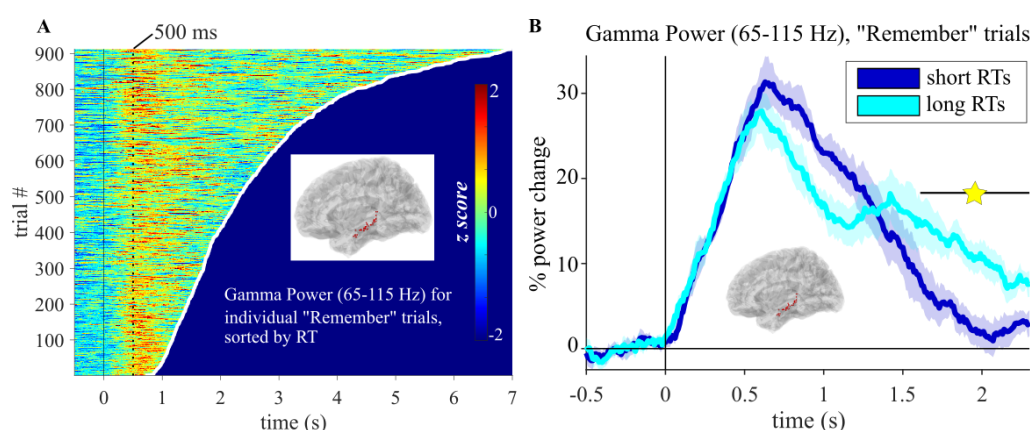 A
500 ms
900
800
700
600
500
400
300
200
100
trial #
0
1
2
3
4
5
6
7
time (s)
2
0
-2
z score
Gamma Power (65-115 Hz) for
individual "Remember" trials,
sorted by RT
B
Gamma Power (65-115 Hz), "Remember" trials
short RTs
long RTs
30
20
10
0
% power change
-0.5
0
0.5
1
1.5
2
time (s)